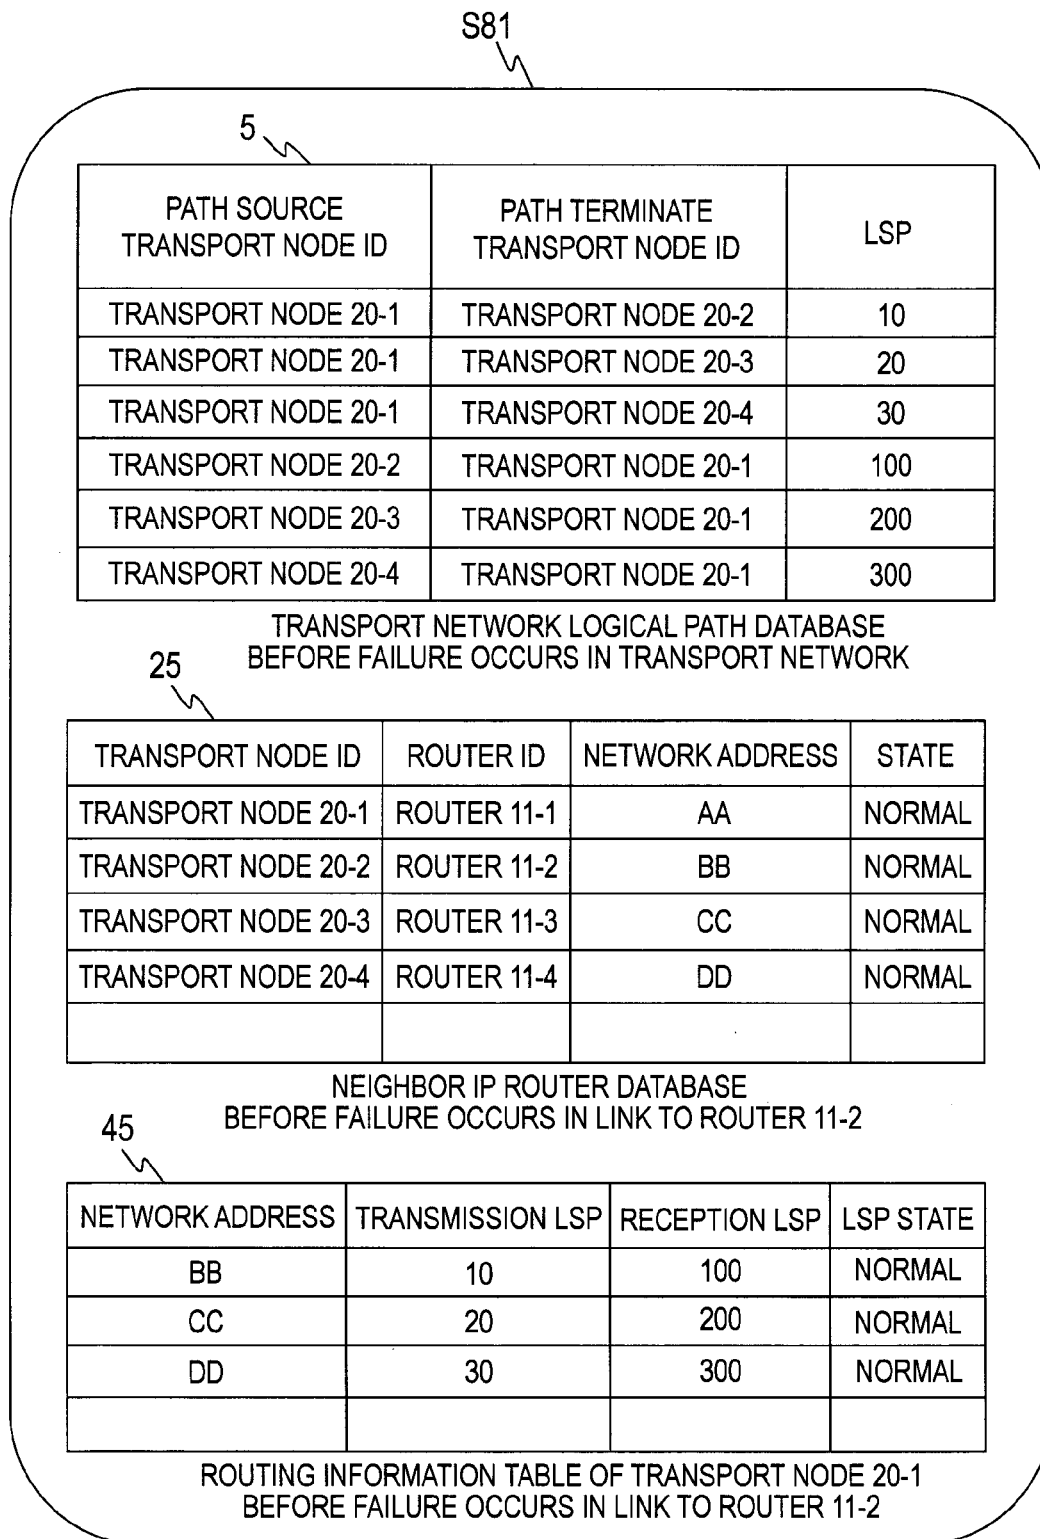 S81
5
PATH SOURCE TRANSPORT NODE ID | PATH TERMINATE TRANSPORT NODE ID | LSP
TRANSPORT NODE 20-1 | TRANSPORT NODE 20-2 | 10
TRANSPORT NODE 20-1 | TRANSPORT NODE 20-3 | 20
TRANSPORT NODE 20-1 | TRANSPORT NODE 20-4 | 30
TRANSPORT NODE 20-2 | TRANSPORT NODE 20-1 | 100
TRANSPORT NODE 20-3 | TRANSPORT NODE 20-1 | 200
TRANSPORT NODE 20-4 | TRANSPORT NODE 20-1 | 300
TRANSPORT NETWORK LOGICAL PATH DATABASE
BEFORE FAILURE OCCURS IN TRANSPORT NETWORK
25
TRANSPORT NODE ID | ROUTER ID | NETWORK ADDRESS | STATE
TRANSPORT NODE 20-1 | ROUTER 11-1 | AA | NORMAL
TRANSPORT NODE 20-2 | ROUTER 11-2 | BB | NORMAL
TRANSPORT NODE 20-3 | ROUTER 11-3 | CC | NORMAL
TRANSPORT NODE 20-4 | ROUTER 11-4 | DD | NORMAL
NEIGHBOR IP ROUTER DATABASE
BEFORE FAILURE OCCURS IN LINK TO ROUTER 11-2
45
NETWORK ADDRESS | TRANSMISSION LSP | RECEPTION LSP | LSP STATE
BB | 10 | 100 | NORMAL
CC | 20 | 200 | NORMAL
DD | 30 | 300 | NORMAL
ROUTING INFORMATION TABLE OF TRANSPORT NODE 20-1
BEFORE FAILURE OCCURS IN LINK TO ROUTER 11-2